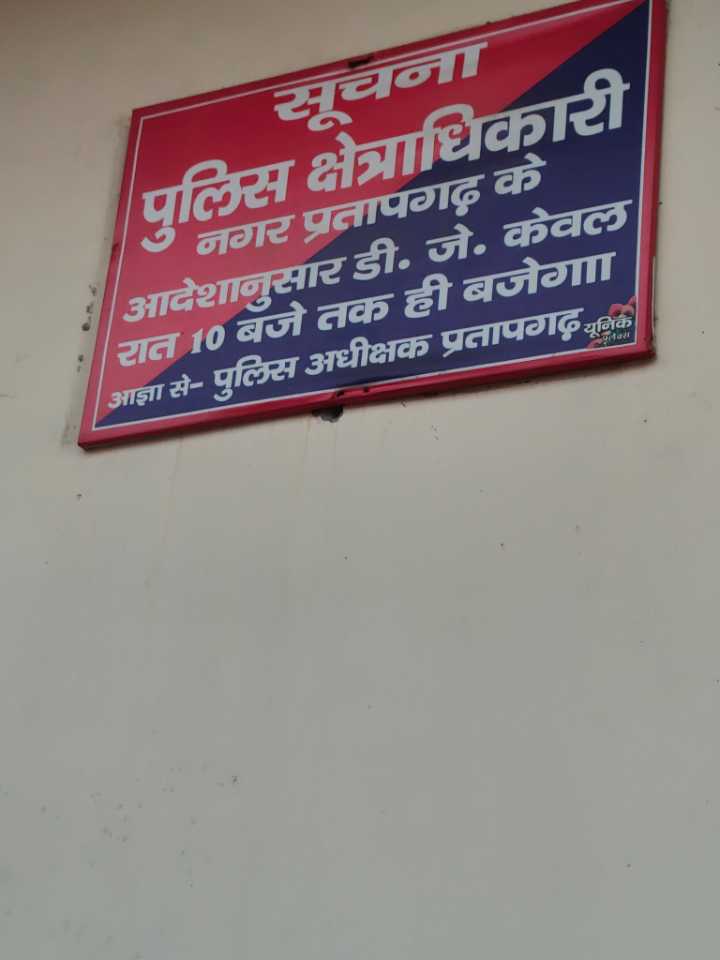 सूचना
पुलिस क्षेत्राधिकारी
नगर प्रतापगढ़ के
आदेशानुसार डी. जे. केवल
रात 10 बजे तक ही बजेगाा
आज्ञा से- पुलिस अधीक्षक प्रतापगढ़
यूनिक